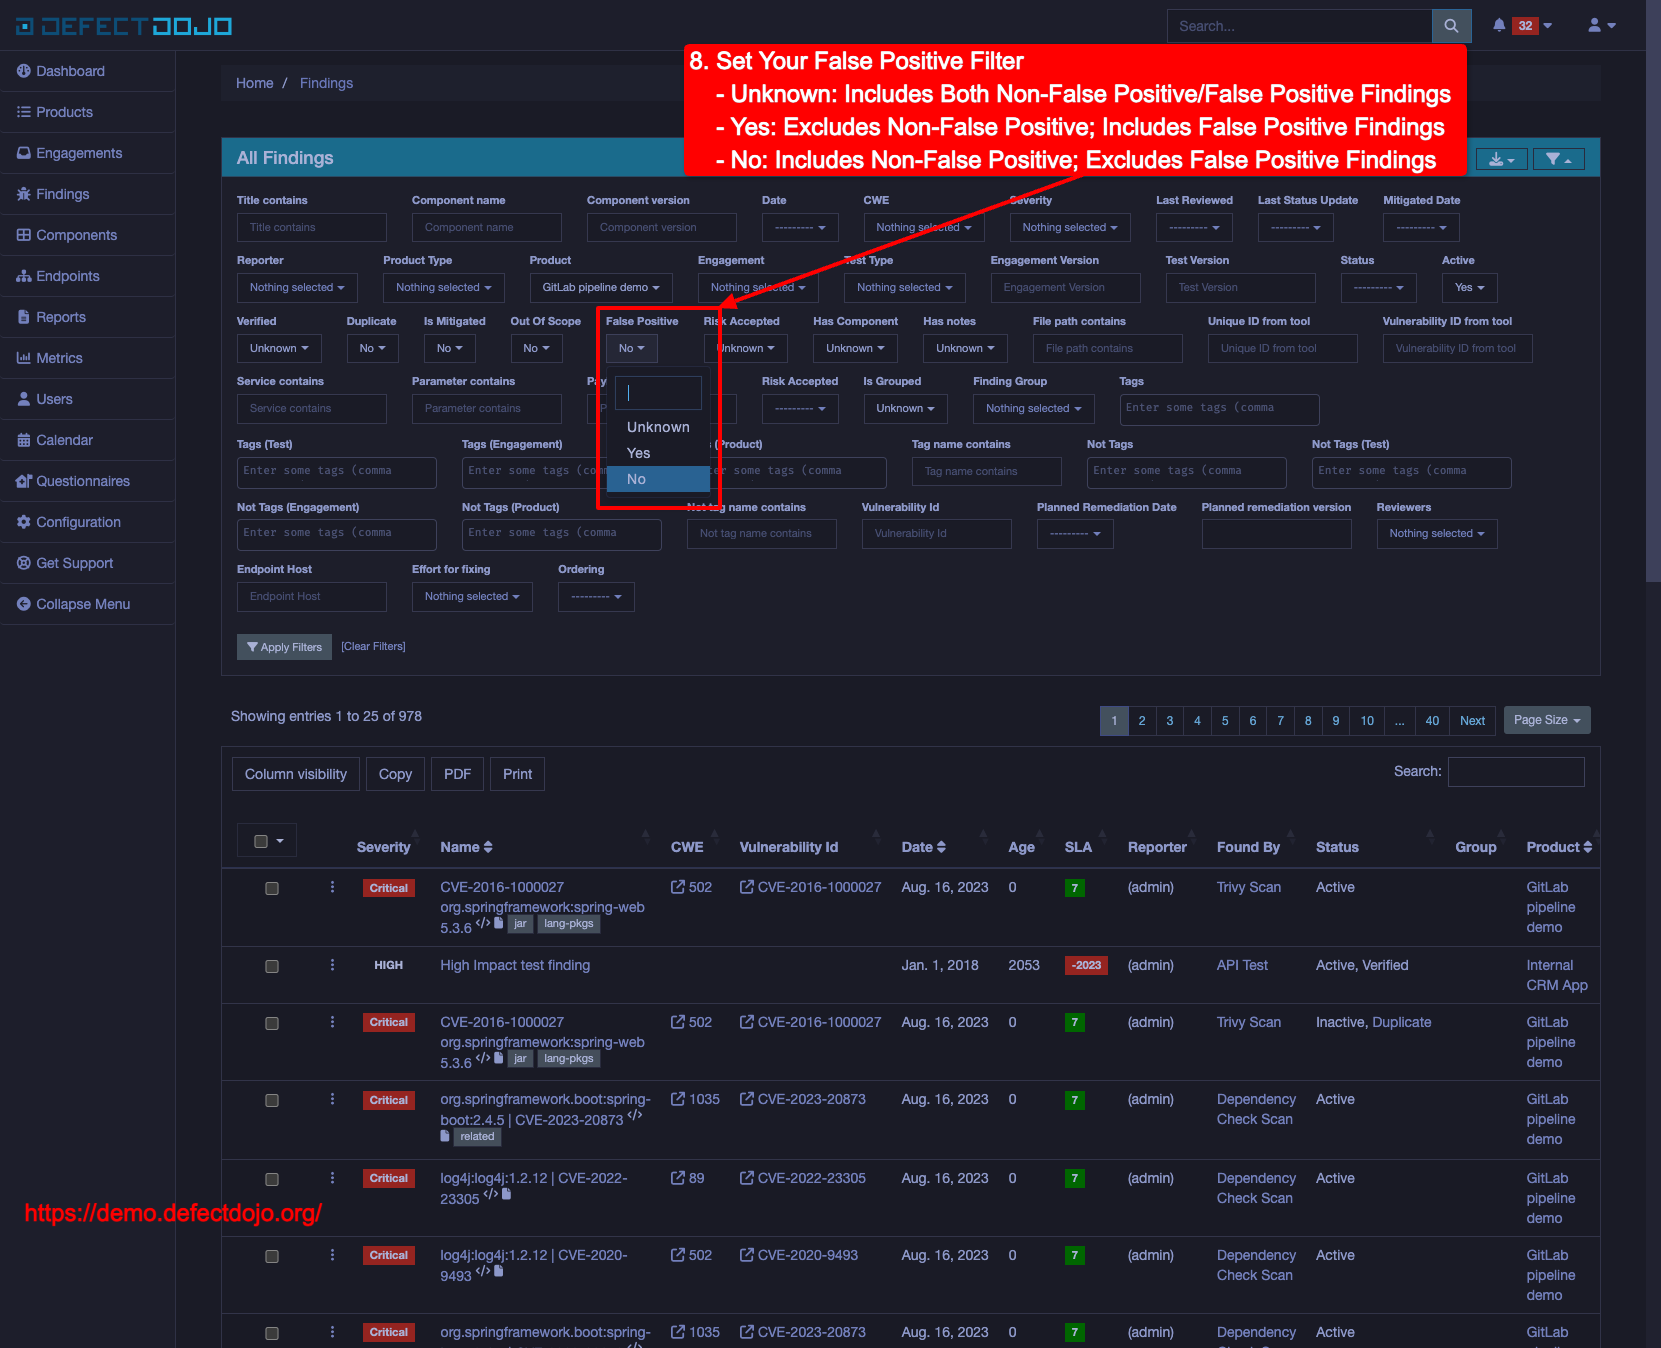 DEFECTDOJO
Search...
32
8. Set Your False Positive Filter
- Unknown: Includes Both Non-False Positive/False Positive Findings
- Yes: Excludes Non-False Positive; Includes False Positive Findings
- No: Includes Non-False Positive; Excludes False Positive Findings
Dashboard
Products
Engagements
Findings
Components
Endpoints
Reports
Metrics
Users
Calendar
Questionnaires
Configuration
Get Support
Collapse Menu
Home / Findings
All Findings
Title contains Component name Component version Date CWE Severity Last Reviewed Last Status Update Mitigated Date
Title contains Component name Component version --------- Nothing selected Nothing selected --------- --------- ---------
Reporter Product Type Product Engagement Test Type Engagement Version Test Version Status Active
Nothing selected Nothing selected GitLab pipeline demo Nothing selected Nothing selected Engagement Version Test Version --------- Yes
Verified Duplicate Is Mitigated Out Of Scope False Positive Risk Accepted Has Component Has notes File path contains Unique ID from tool Vulnerability ID from tool
Unknown No No No No Unknown Unknown Unknown File path contains Unique ID from tool Vulnerability ID from tool
Service contains Parameter contains Pay Risk Accepted Is Grouped Finding Group Tags
Service contains Parameter contains P --------- Unknown Nothing selected Enter some tags (comma
Unknown
Yes
No
Tags (Test) Tags (Engagement) (Product) Tag name contains Not Tags Not Tags (Test)
Enter some tags (comma Enter some tags (comma er some tags (comma Tag name contains Enter some tags (comma Enter some tags (comma
Not Tags (Engagement) Not Tags (Product) Not tag name contains Vulnerability Id Planned Remediation Date Planned remediation version Reviewers
Enter some tags (comma Enter some tags (comma Not tag name contains Vulnerability Id --------- Nothing selected
Endpoint Host Effort for fixing Ordering
Endpoint Host Nothing selected ---------
Apply Filters [Clear Filters]
Showing entries 1 to 25 of 978
1 2 3 4 5 6 7 8 9 10 ... 40 Next Page Size
Column visibility Copy PDF Print Search:
Severity Name CWE Vulnerability Id Date Age SLA Reporter Found By Status Group Product
Critical CVE-2016-1000027 502 CVE-2016-1000027 Aug. 16, 2023 0 7 (admin) Trivy Scan Active GitLab
org.springframework:spring-web pipeline
5.3.6 </> jar lang-pkgs demo
HIGH High Impact test finding Jan. 1, 2018 2053 -2023 (admin) API Test Active, Verified Internal
CRM App
Critical CVE-2016-1000027 502 CVE-2016-1000027 Aug. 16, 2023 0 7 (admin) Trivy Scan Inactive, Duplicate GitLab
org.springframework:spring-web pipeline
5.3.6 </> jar lang-pkgs demo
Critical org.springframework.boot:spring- 1035 CVE-2023-20873 Aug. 16, 2023 0 7 (admin) Dependency Active GitLab
boot:2.4.5 | CVE-2023-20873 </> Check Scan pipeline
related demo
Critical log4j:log4j:1.2.12 | CVE-2022- 89 CVE-2022-23305 Aug. 16, 2023 0 7 (admin) Dependency Active GitLab
23305 </> Check Scan pipeline
demo
https://demo.defectdojo.org/
Critical log4j:log4j:1.2.12 | CVE-2020- 502 CVE-2020-9493 Aug. 16, 2023 0 7 (admin) Dependency Active GitLab
9493 </> Check Scan pipeline
demo
Critical org.springframework.boot:spring- 1035 CVE-2023-20873 Aug. 16, 2023 0 7 (admin) Dependency Active GitLab